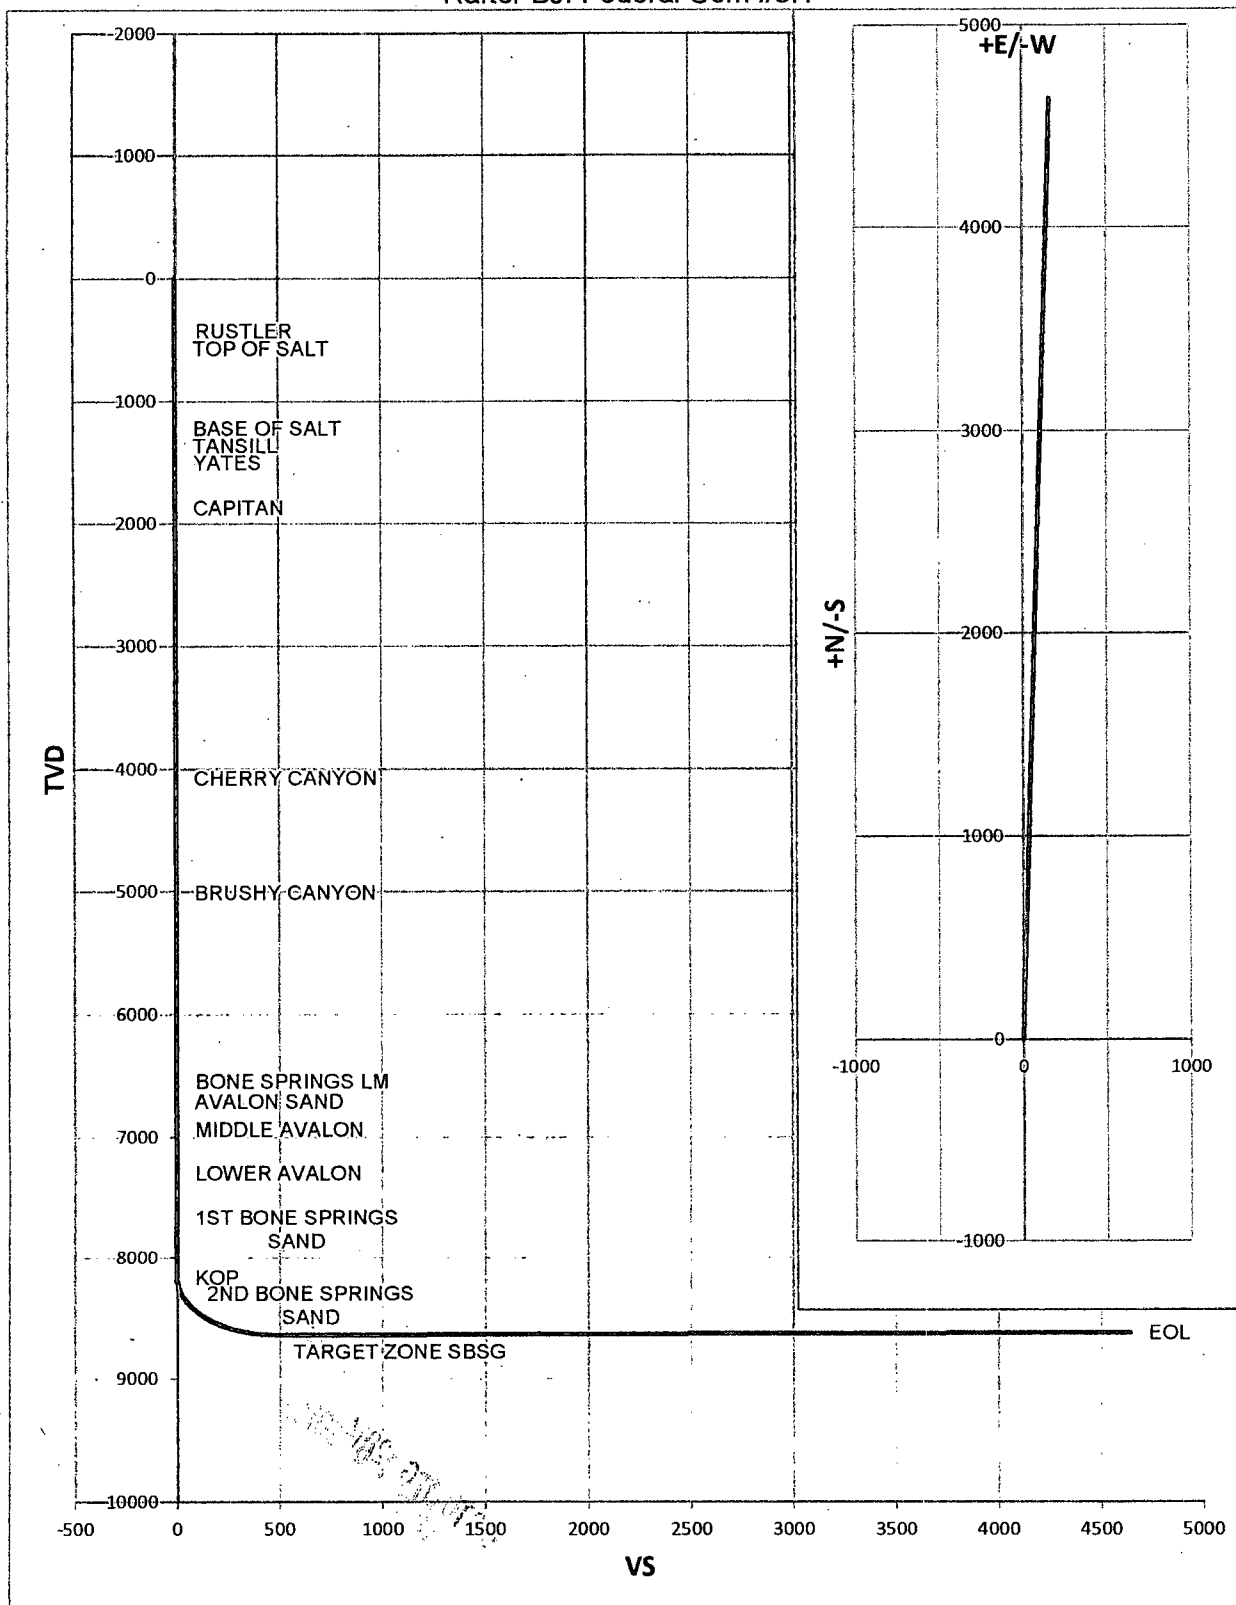 -2000
-1000
0
RUSTLER
TOP OF SALT
1000
BASE OF SALT
TANSILL
YATES
CAPITAN
2000
3000
TVD
4000
CHERRY CANYON
5000
BRUSHY CANYON
6000
BONE SPRINGS LM
AVALON SAND
MIDDLE AVALON
7000
LOWER AVALON
1ST BONE SPRINGS
SAND
8000
KOP
2ND BONE SPRINGS
SAND
EOL
TARGET ZONE SBSG
9000
10000
-500 0 500 1000 1500 2000 2500 3000 3500 4000 4500 5000
VS
5000
+E/-W
4000
3000
+N/-S
2000
1000
0
-1000 0 1000
-1000